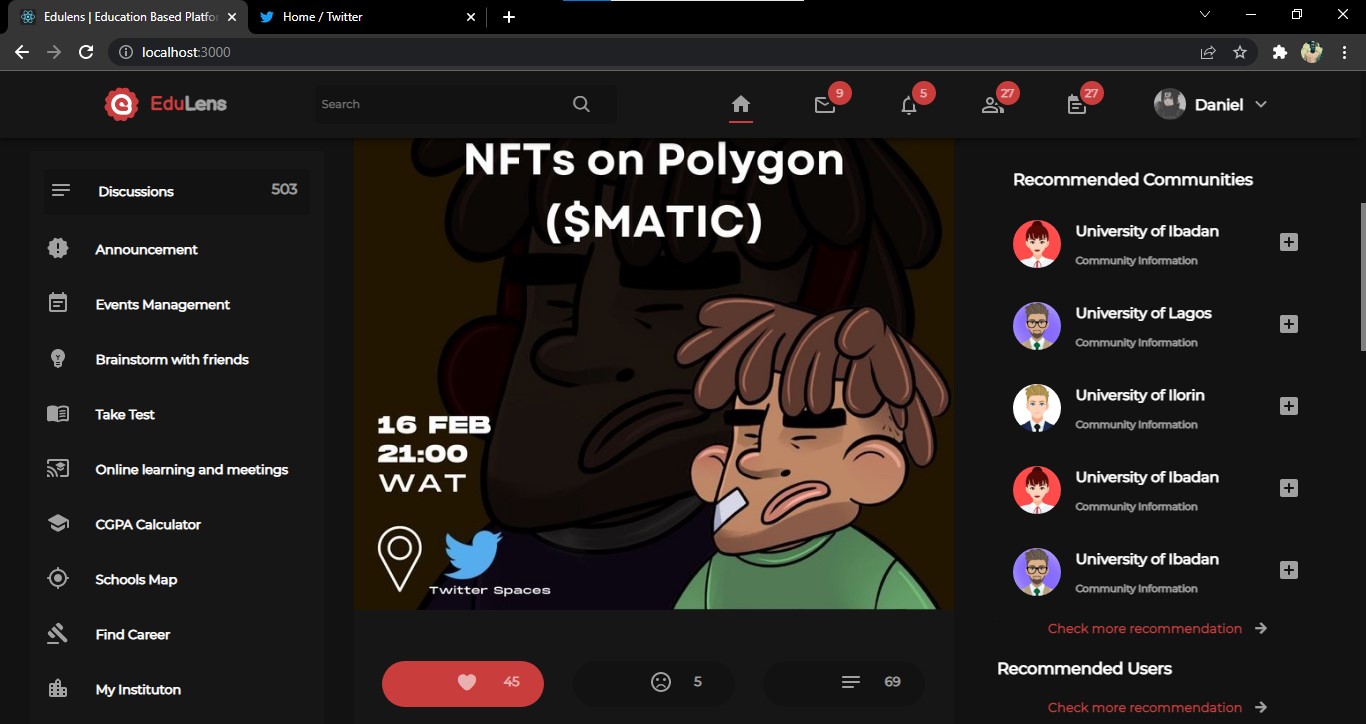 Edulens | Education Based Platfor
Home / Twitter
localhost:3000
EduLens
Search
9
5
27
27
Daniel
Discussions 503
Announcement
Events Management
Brainstorm with friends
Take Test
Online learning and meetings
CGPA Calculator
Schools Map
Find Career
My Instituton
NFTs on Polygon
($MATIC)
16 FEB
21:00
WAT
Twitter Spaces
45
5
69
Recommended Communities
University of Ibadan
Community Information
University of Lagos
Community Information
University of Ilorin
Community Information
University of Ibadan
Community Information
University of Ibadan
Community Information
Check more recommendation
Recommended Users
Check more recommendation